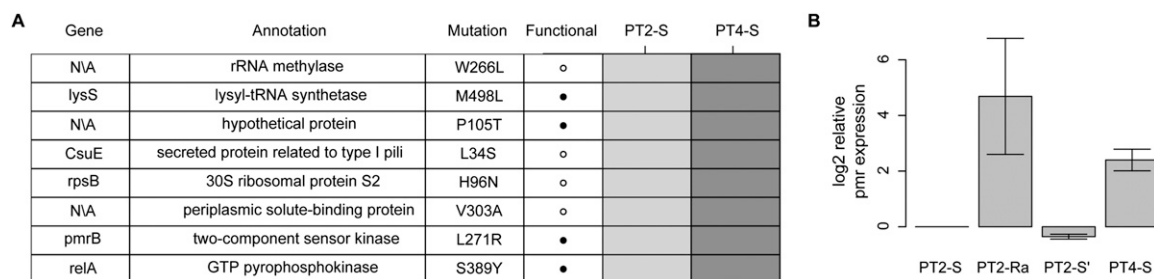 A
Gene Annotation Mutation Functional PT2-S PT4-S
N\A rRNA methylase W266L
lysS lysyl-tRNA synthetase M498L
N\A hypothetical protein P105T
CsuE secreted protein related to type I pili L34S
rpsB 30S ribosomal protein S2 H96N
N\A periplasmic solute-binding protein V303A
pmrB two-component sensor kinase L271R
relA GTP pyrophosphokinase S389Y
B
log2 relative
pmr expression
6
4
2
0
PT2-S PT2-Ra PT2-S' PT4-S